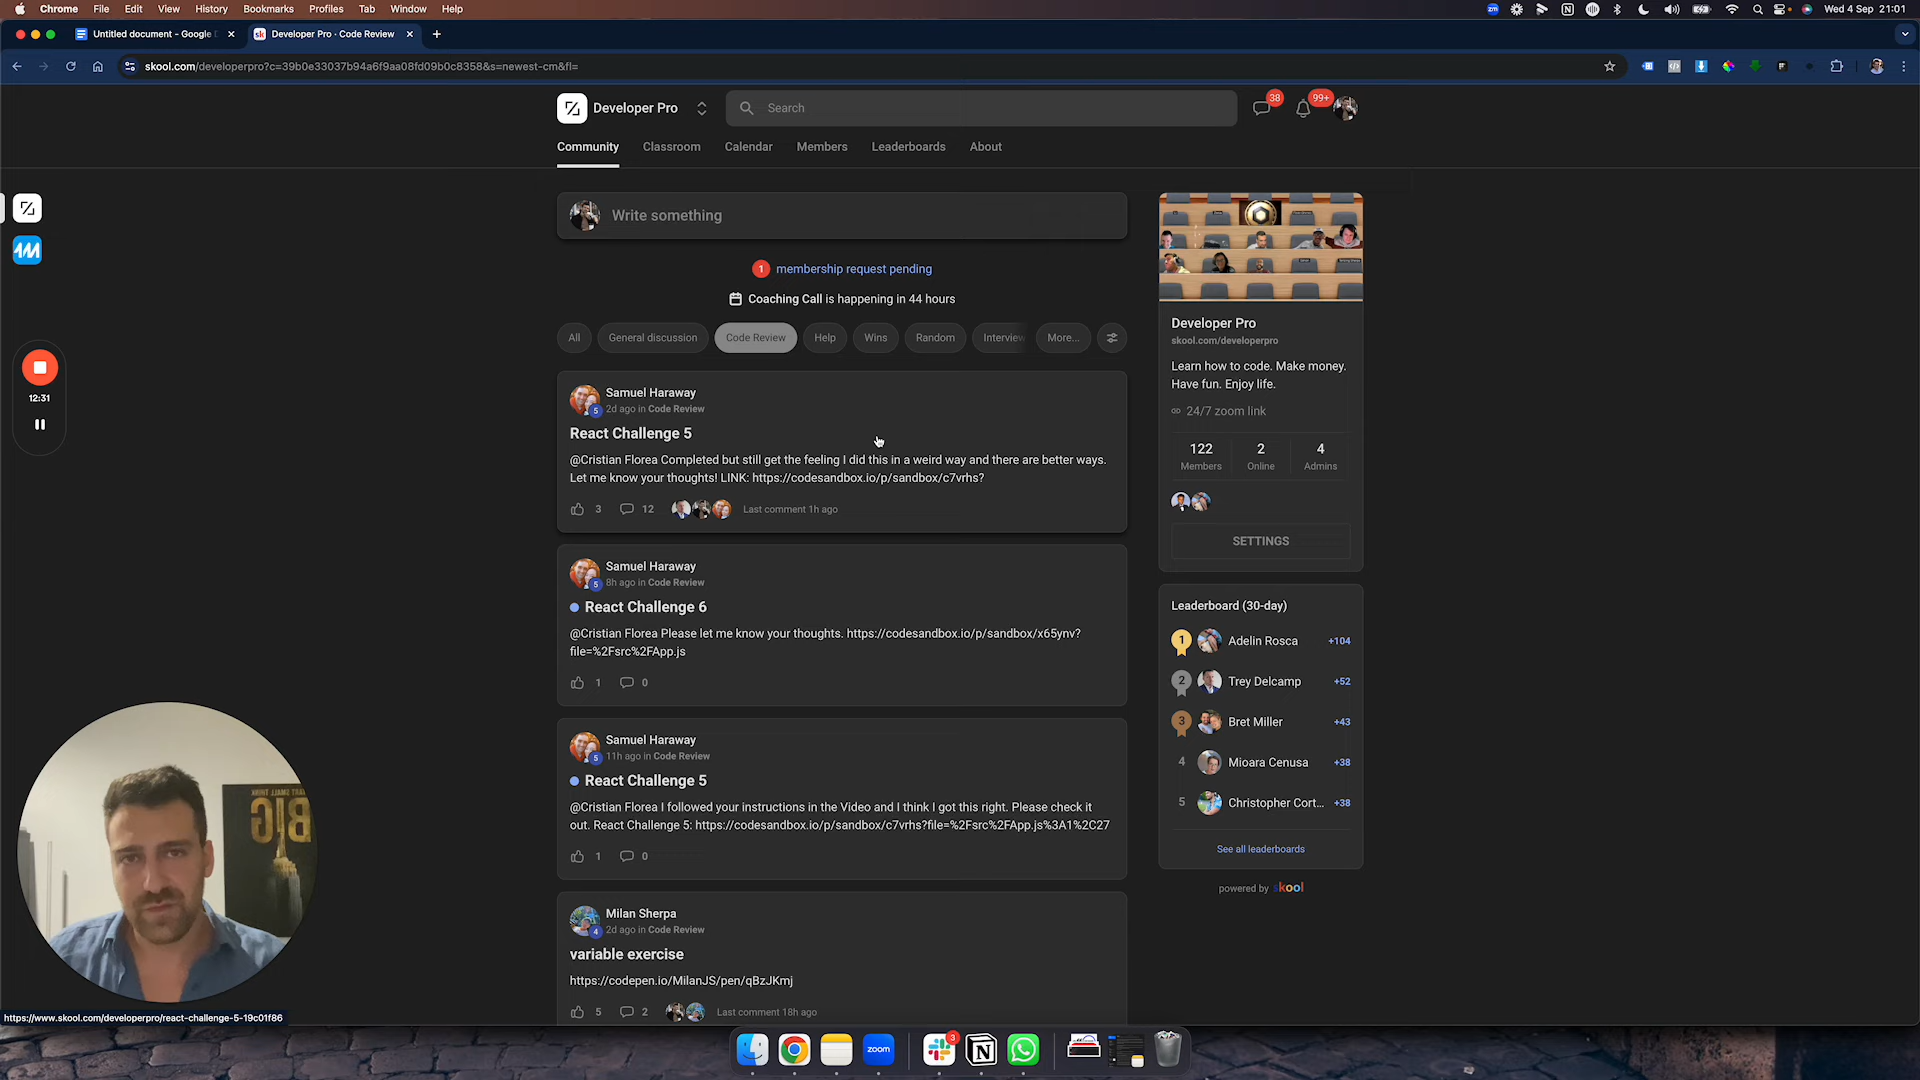 Chrome File Edit View History Bookmarks Profiles Tab Window Help
zm Wed 4 Sep 21:01
Untitled document - Google
sk Developer Pro · Code Review
skool.com/developerpro?c=39b0e33037b94a6f9aa08fd09b0c8358&s=newest-cm&fl=
Developer Pro
Search
38
99+
Community Classroom Calendar Members Leaderboards About
Write something
1 membership request pending
Coaching Call is happening in 44 hours
All General discussion Code Review Help Wins Random Interview More...
12:31
Samuel Haraway
5 2d ago in Code Review
React Challenge 5
@Cristian Florea Completed but still get the feeling I did this in a weird way and there are better ways.
Let me know your thoughts! LINK: https://codesandbox.io/p/sandbox/c7vrhs?
3 12 Last comment 1h ago
Samuel Haraway
5 8h ago in Code Review
React Challenge 6
@Cristian Florea Please let me know your thoughts. https://codesandbox.io/p/sandbox/x65ynv?
file=%2Fsrc%2FApp.js
1 0
Samuel Haraway
5 11h ago in Code Review
React Challenge 5
@Cristian Florea I followed your instructions in the Video and I think I got this right. Please check it
out. React Challenge 5: https://codesandbox.io/p/sandbox/c7vrhs?file=%2Fsrc%2FApp.js%3A1%2C27
1 0
Milan Sherpa
4 2d ago in Code Review
variable exercise
https://codepen.io/MilanJS/pen/qBzJKmj
5 2 Last comment 18h ago
Developer Pro
skool.com/developerpro
Learn how to code. Make money.
Have fun. Enjoy life.
24/7 zoom link
122 2 4
Members Online Admins
SETTINGS
Leaderboard (30-day)
1 Adelin Rosca +104
2 Trey Delcamp +52
3 Bret Miller +43
4 Mioara Cenusa +38
5 Christopher Cort... +38
See all leaderboards
powered by skool
BIG
https://www.skool.com/developerpro/react-challenge-5-19c01f86
zoom
3